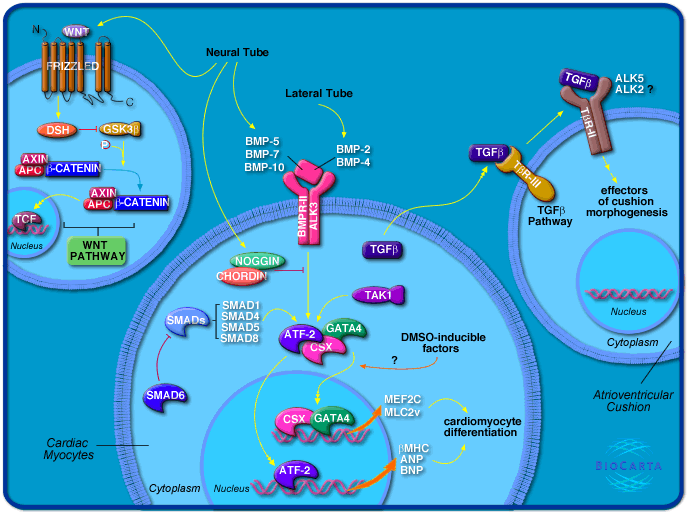 N
WNT
FRIZZLED
C
DSH
GSK3β
P
AXIN
APC
β-CATENIN
AXIN
APC
β-CATENIN
TCF
Nucleus
WNT
PATHWAY
Neural Tube
Lateral Tube
BMP-5
BMP-7
BMP-10
BMP-2
BMP-4
BMPR-II
ALK3
TGFβ
ALK5
ALK2 ?
TβR-II
TGFβ
TβR-III
TGFβ
Pathway
effectors
of cushion
morphogenesis
Nucleus
Cytoplasm
Atrioventricular
Cushion
NOGGIN
CHORDIN
TGFβ
TAK1
SMADs
SMAD1
SMAD4
SMAD5
SMAD8
SMAD6
ATF-2
GATA4
CSX
DMSO-inducible
factors
?
CSX
GATA4
MEF2C
MLC2v
cardiomyocyte
differentiation
βMHC
ANP
BNP
ATF-2
Nucleus
Cytoplasm
Cardiac
Myocytes
BIOCARTA